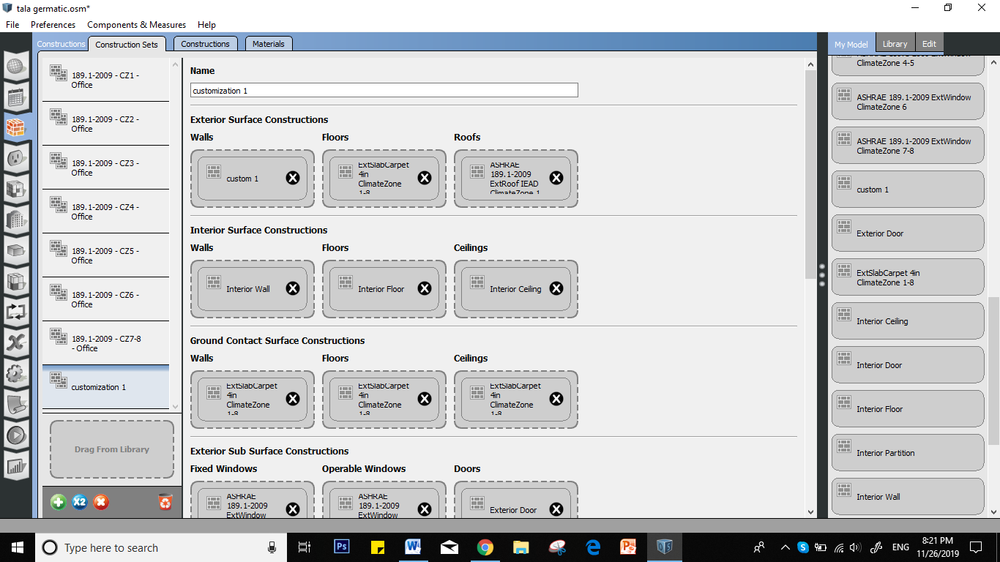 tala germatic.osm*
File Preferences Components & Measures Help
Constructions Construction Sets Constructions Materials
189.1-2009 - CZ1 -
Office
189.1-2009 - CZ2 -
Office
189.1-2009 - CZ3 -
Office
189.1-2009 - CZ4 -
Office
189.1-2009 - CZ5 -
Office
189.1-2009 - CZ6 -
Office
189.1-2009 - CZ7-8
- Office
customization 1
Drag From Library
X2
Name
customization 1
Exterior Surface Constructions
Walls Floors Roofs
custom 1
ExtSlabCarpet
4in
ClimateZone
1-8
ASHRAE
189.1-2009
ExtRoof IEAD
ClimateZone 1
Interior Surface Constructions
Walls Floors Ceilings
Interior Wall Interior Floor Interior Ceiling
Ground Contact Surface Constructions
Walls Floors Ceilings
ExtSlabCarpet
4in
ClimateZone
1-8
ExtSlabCarpet
4in
ClimateZone
1-8
ExtSlabCarpet
4in
ClimateZone
1-8
Exterior Sub Surface Constructions
Fixed Windows Operable Windows Doors
ASHRAE
189.1-2009
ExtWindow
ASHRAE
189.1-2009
ExtWindow
Exterior Door
My Model Library Edit
ASHRAE 189.1-2009 ExtWindow
ClimateZone 4-5
ASHRAE 189.1-2009 ExtWindow
ClimateZone 6
ASHRAE 189.1-2009 ExtWindow
ClimateZone 7-8
custom 1
Exterior Door
ExtSlabCarpet 4in
ClimateZone 1-8
Interior Ceiling
Interior Door
Interior Floor
Interior Partition
Interior Wall
Type here to search
Ps
ENG
8:21 PM
11/26/2019